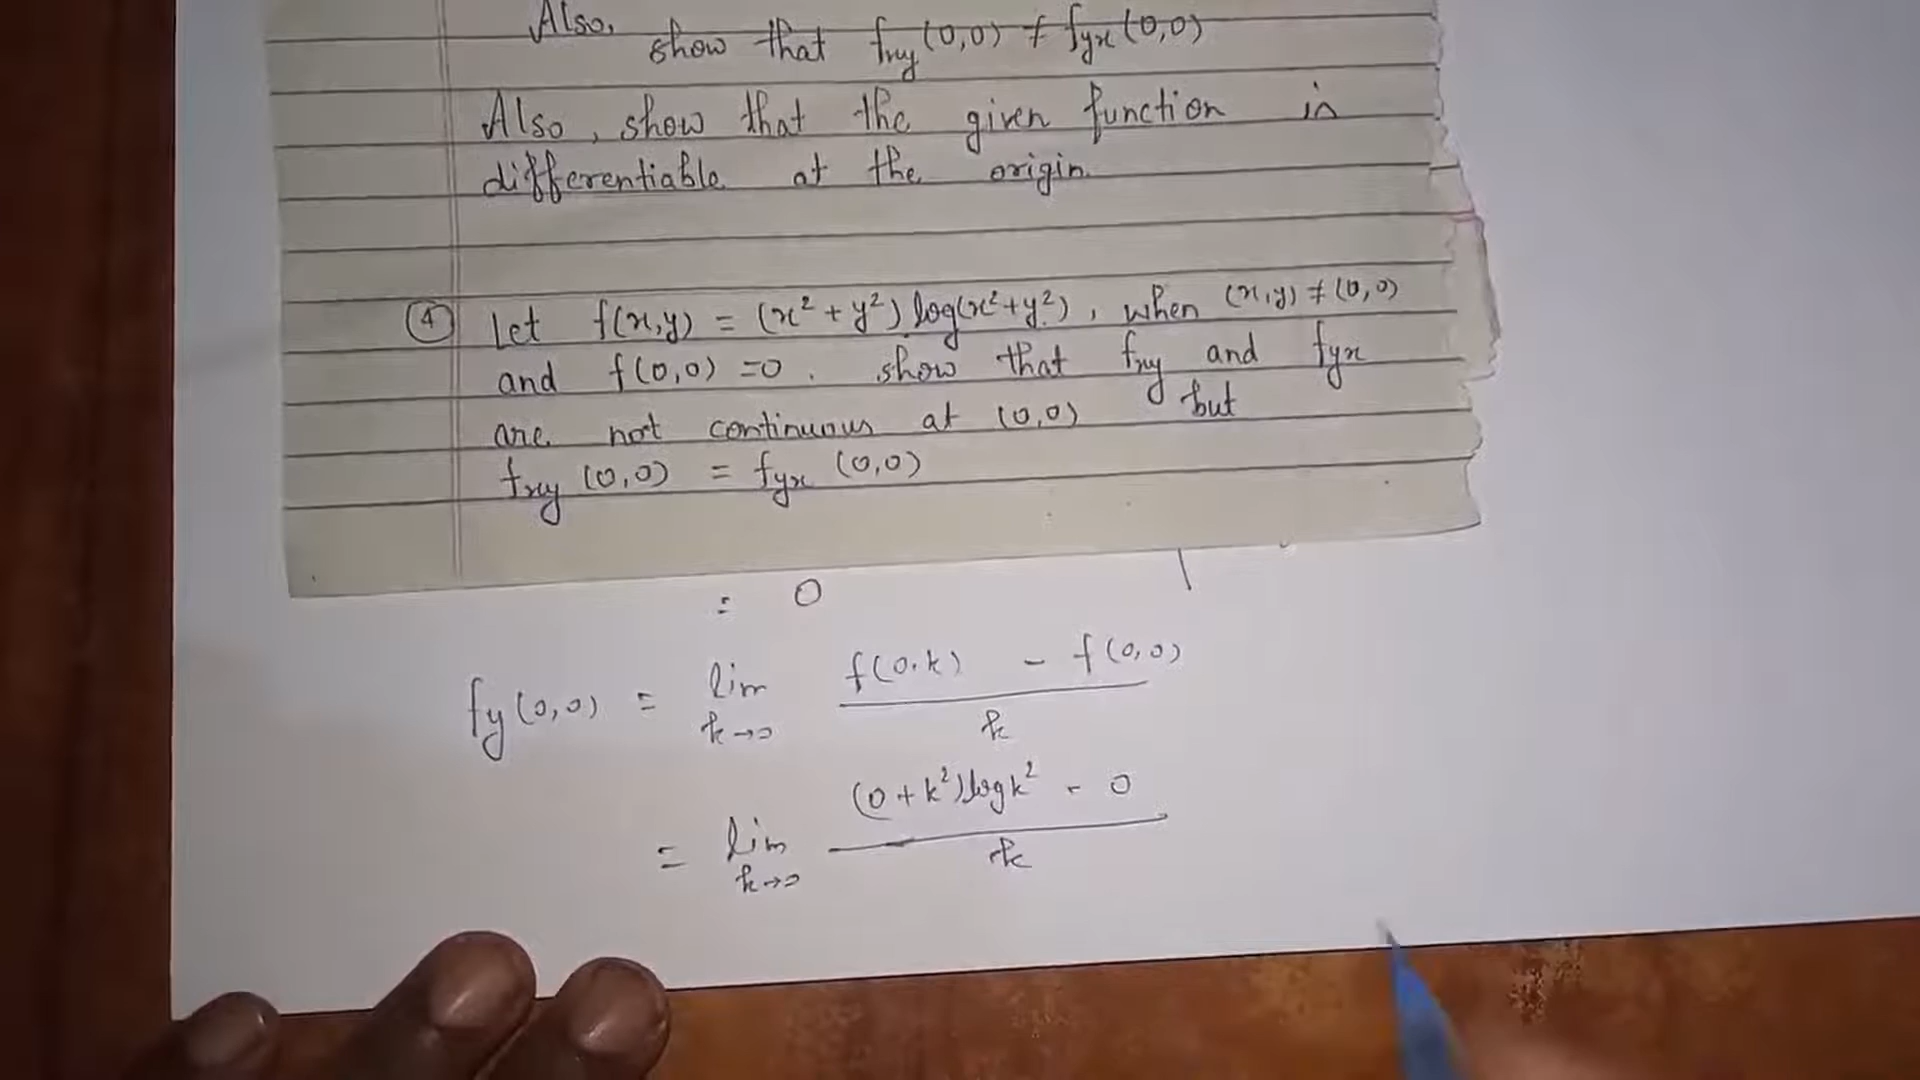 Also,
show that fxy (0,0) ≠ fyx (0,0)
Also, show that the given function is
differentiable at the origin.
④ Let f(x,y) = (x² + y²) log(x²+y²), when (x,y) ≠ (0,0)
and f(0,0) =0. show that fxy and fyx
are not continuous at (0,0) but
fxy (0,0) = fyx (0,0)
= 0
fy(0,0) = lim k→0 f(0,k) - f(0,0) / k
= lim k→0 (0+k²)logk² - 0 / k